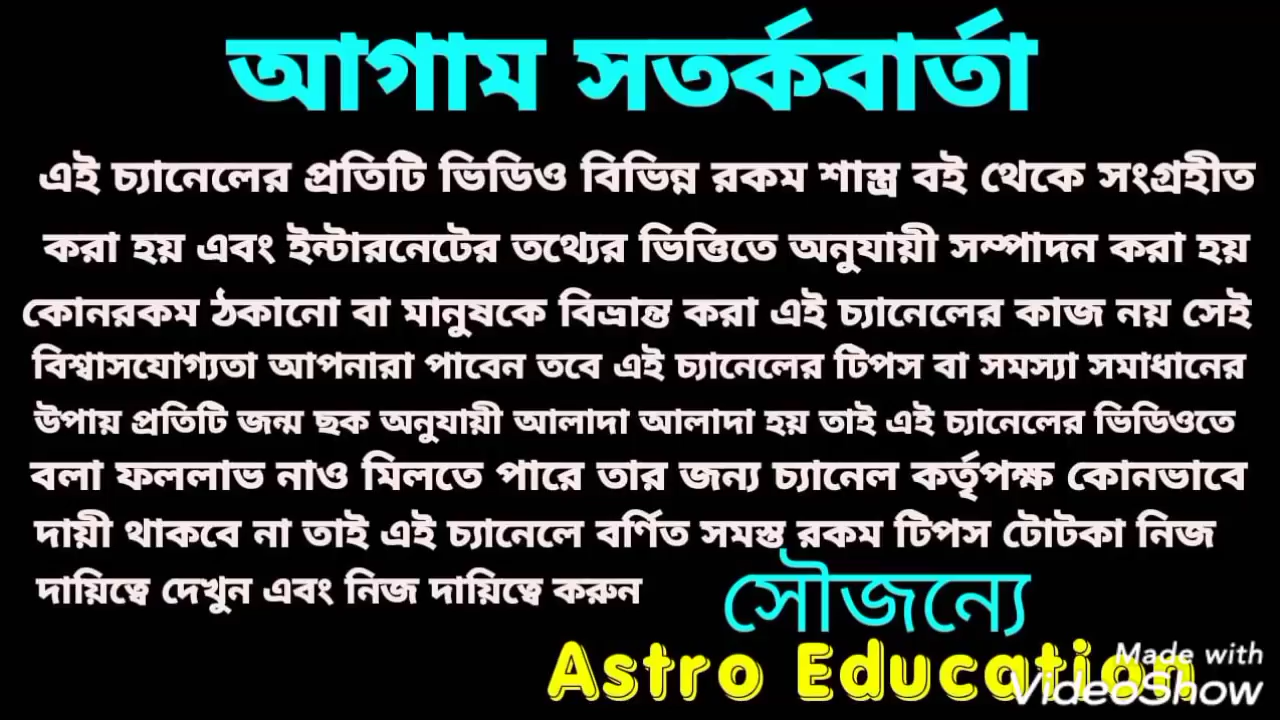 আগাম সতর্কবার্তা
এই চ্যানেলের প্রতিটি ভিডিও বিভিন্ন রকম শাস্ত্র বই থেকে সংগ্রহীত
করা হয় এবং ইন্টারনেটের তথ্যের ভিত্তিতে অনুযায়ী সম্পাদন করা হয়
কোনরকম ঠকানো বা মানুষকে বিভ্রান্ত করা এই চ্যানেলের কাজ নয় সেই
বিশ্বাসযোগ্যতা আপনারা পাবেন তবে এই চ্যানেলের টিপস বা সমস্যা সমাধানের
উপায় প্রতিটি জন্ম ছক অনুযায়ী আলাদা আলাদা হয় তাই এই চ্যানেলের ভিডিওতে
বলা ফললাভ নাও মিলতে পারে তার জন্য চ্যানেল কর্তৃপক্ষ কোনভাবে
দায়ী থাকবে না তাই এই চ্যানেলে বর্ণিত সমস্ত রকম টিপস টোটকা নিজ
দায়িত্বে দেখুন এবং নিজ দায়িত্বে করুন
সৌজন্যে
Astro Education
Made with
VideoShow